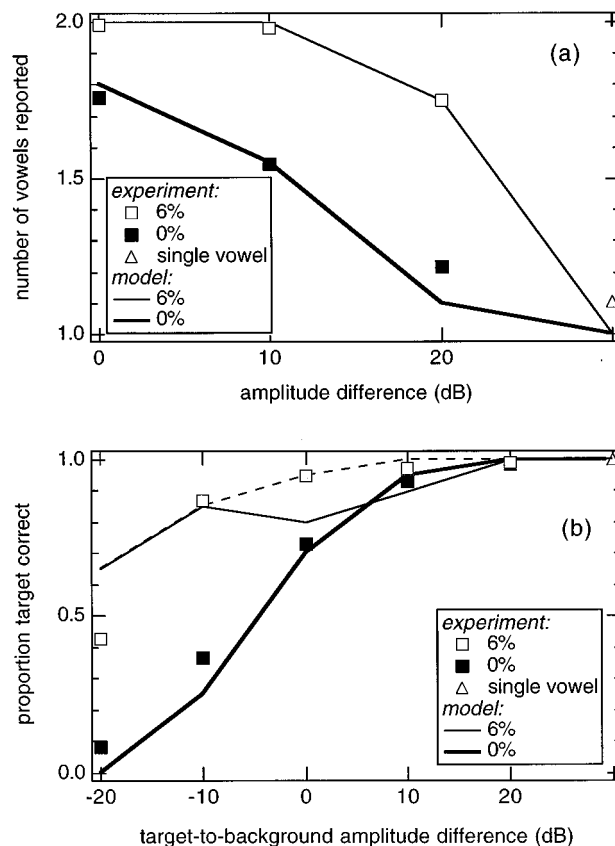 2.0
(a)
number of vowels reported
1.5
experiment:
6%
0%
single vowel
model:
6%
0%
1.0
0
10
20
amplitude difference (dB)
1.0
(b)
proportion target correct
0.5
experiment:
6%
0%
single vowel
model:
6%
0%
0.0
-20
-10
0
10
20
target-to-background amplitude difference (dB)